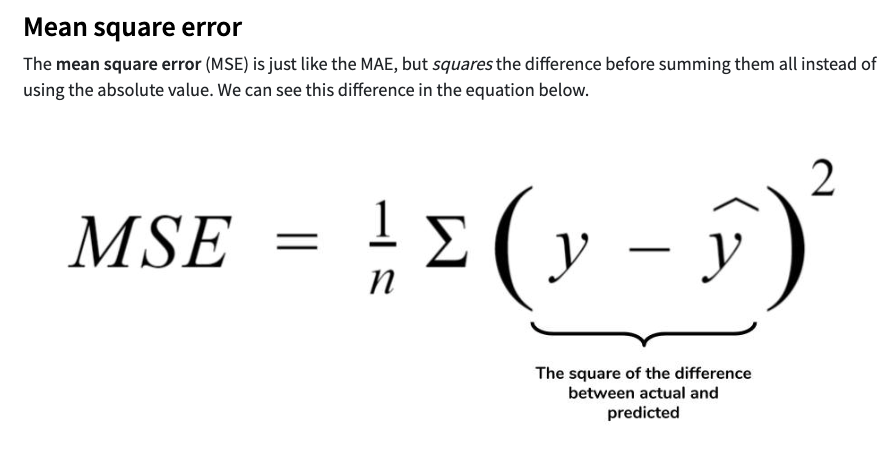 Mean square error
The mean square error (MSE) is just like the MAE, but squares the difference before summing them all instead of
using the absolute value. We can see this difference in the equation below.
MSE = 1/n Σ (y − ŷ)²
The square of the difference
between actual and
predicted